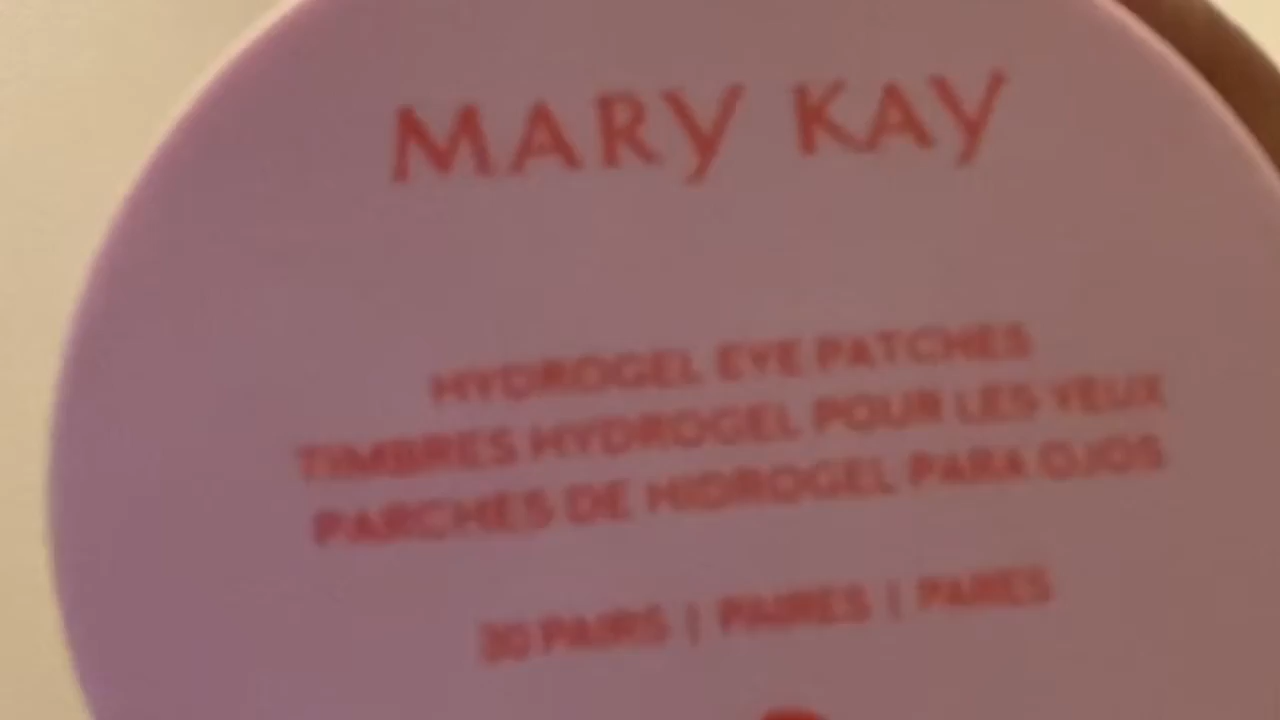 MARY KAY
HYDROGEL EYE PATCHES
TIMBRES HYDROGEL POUR LES YEUX
PARCHES DE HIDROGEL PARA OJOS
30 PAIRS | PAIRES | PARES